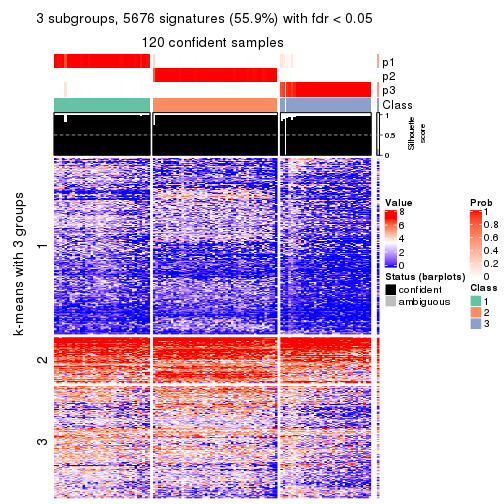 3 subgroups, 5676 signatures (55.9%) with fdr < 0.05
120 confident samples
p1
p2
p3
Class
1
0.5
0
Silhouette
score
k-means with 3 groups
1
2
3
Value
8
6
4
2
0
Status (barplots)
confident
ambiguous
Prob
1
0.8
0.6
0.4
0.2
0
Class
1
2
3